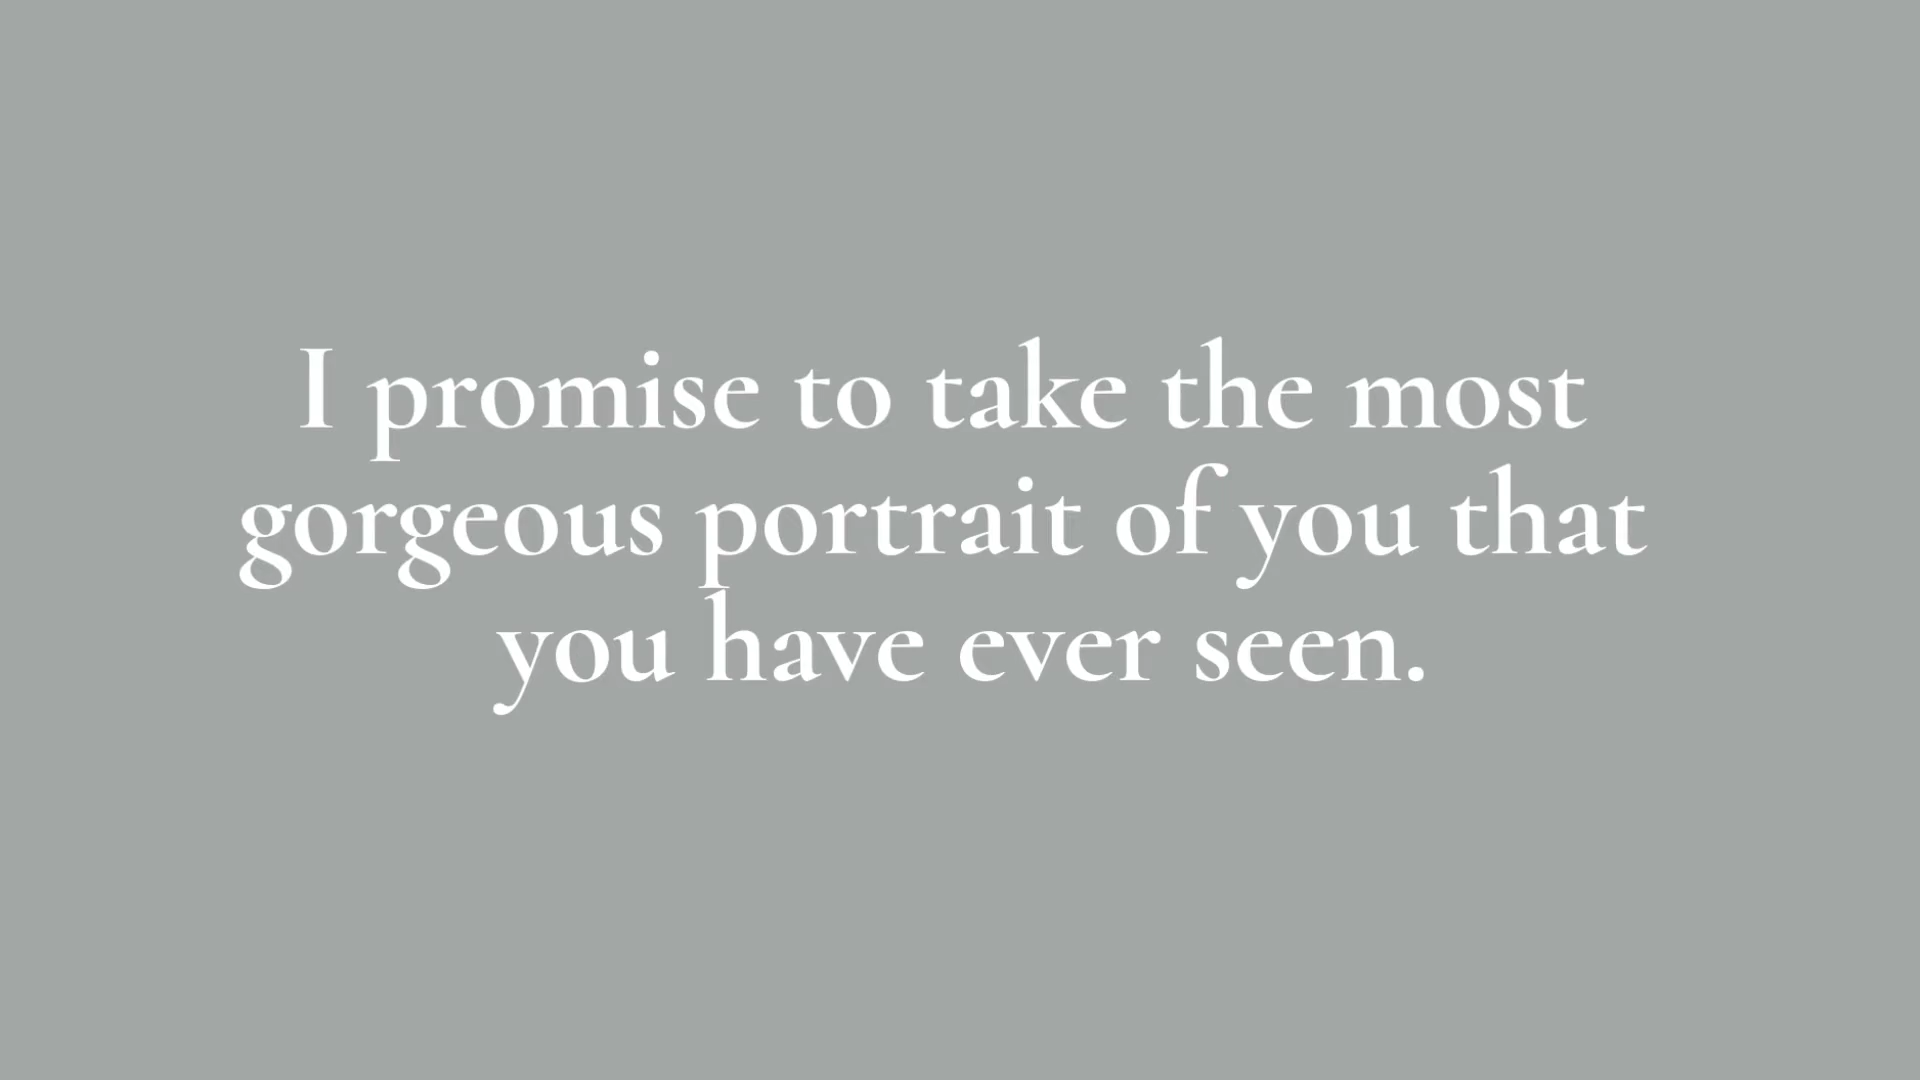 I promise to take the most
gorgeous portrait of you that
you have ever seen.